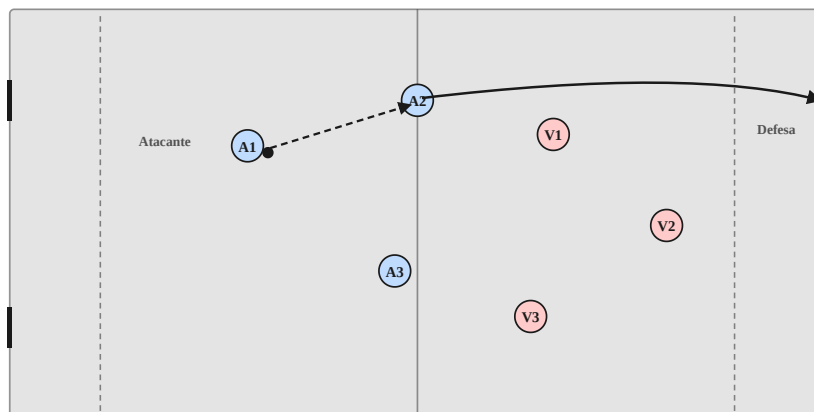 A2
V1
Defesa
Atacante
A1
V2
A3
V3